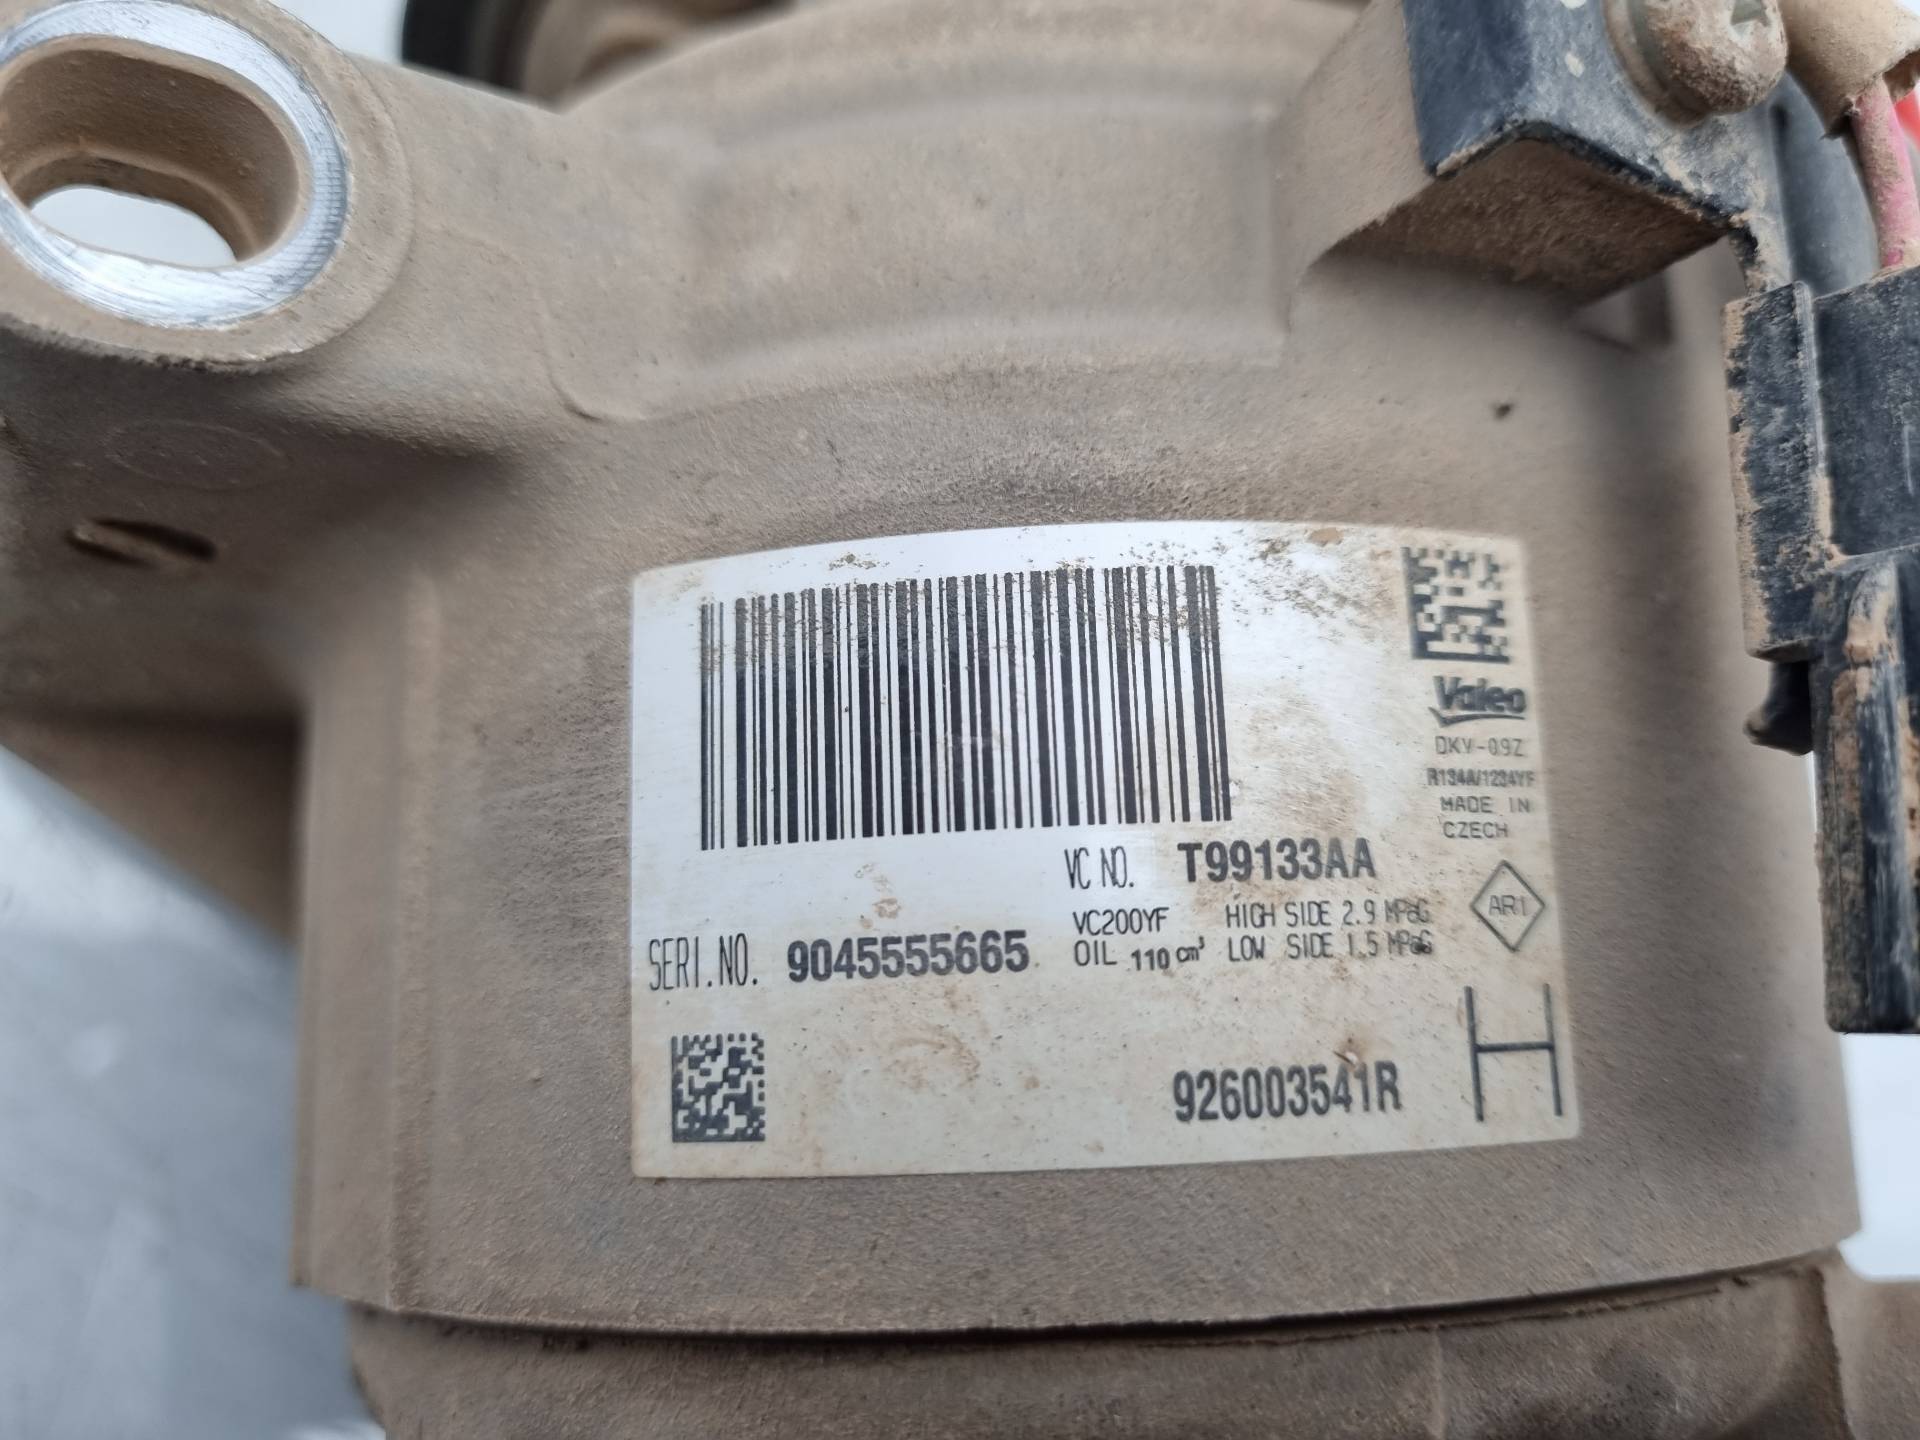 Valeo
DKV-09Z
R134A/1234YF
MADE IN
CZECH
VC NO. T99133AA
VC200YF HIGH SIDE 2.9 MPaG
OIL 110 cm³ LOW SIDE 1.5 MPaG
AR1
SERI.NO. 9045555665
926003541R
H